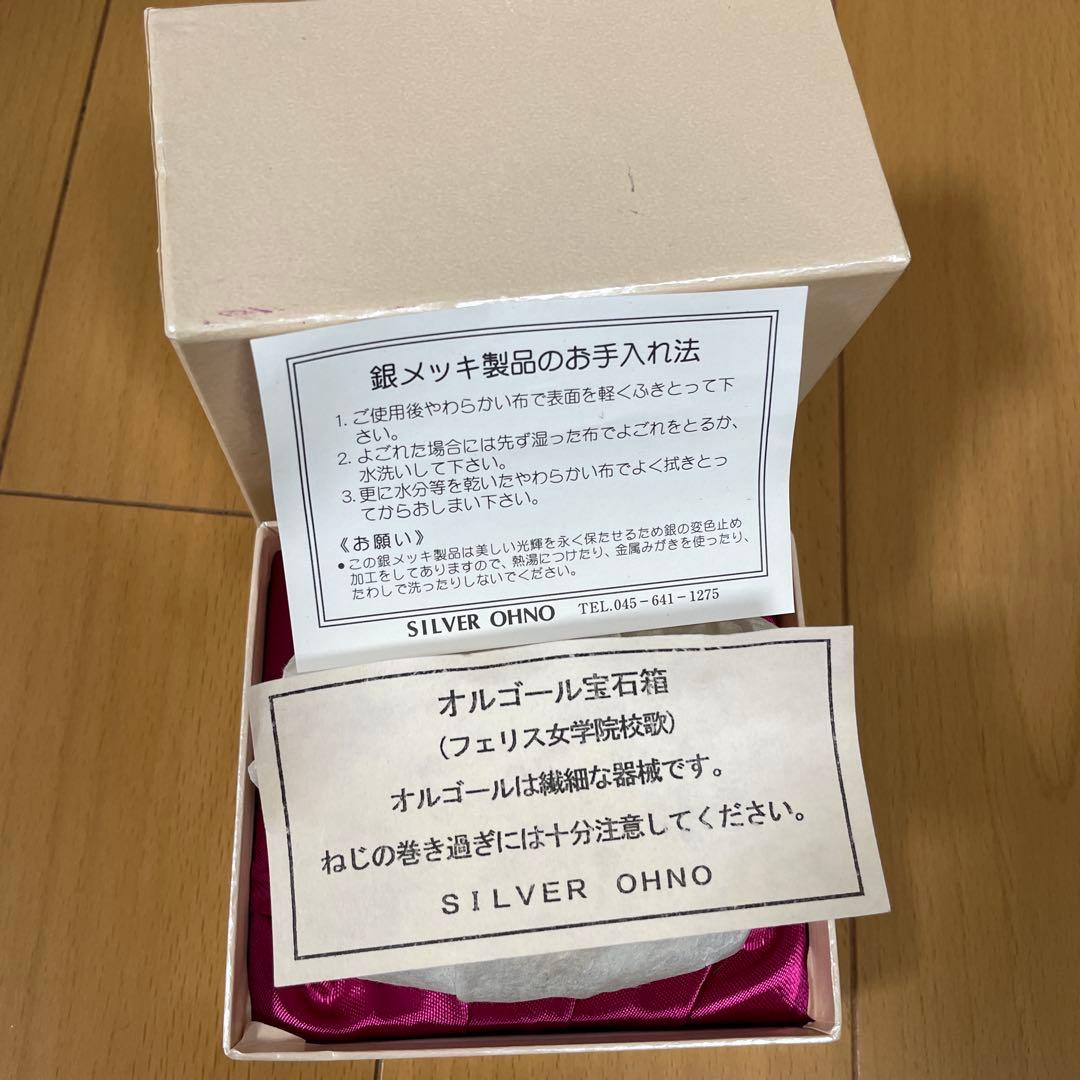 銀メッキ製品のお手入れ法
1. ご使用後やわらかい布で表面を軽くふきとって下
さい。
2. よごれた場合には先ず湿った布でよごれをとるか、
水洗いして下さい。
3. 更に水分等を乾いたやわらかい布でよく拭きとっ
てからおしまい下さい。
《お願い》
●この銀メッキ製品は美しい光輝を永く保たせるため銀の変色止め
加工をしてありますので、熱湯につけたり、金属みがきを使ったり、
たわしで洗ったりしないでください。
SILVER OHNO TEL.045-641-1275
オルゴール宝石箱
(フェリス女学院校歌)
オルゴールは繊細な器械です。
ねじの巻き過ぎには十分注意してください。
SILVER OHNO